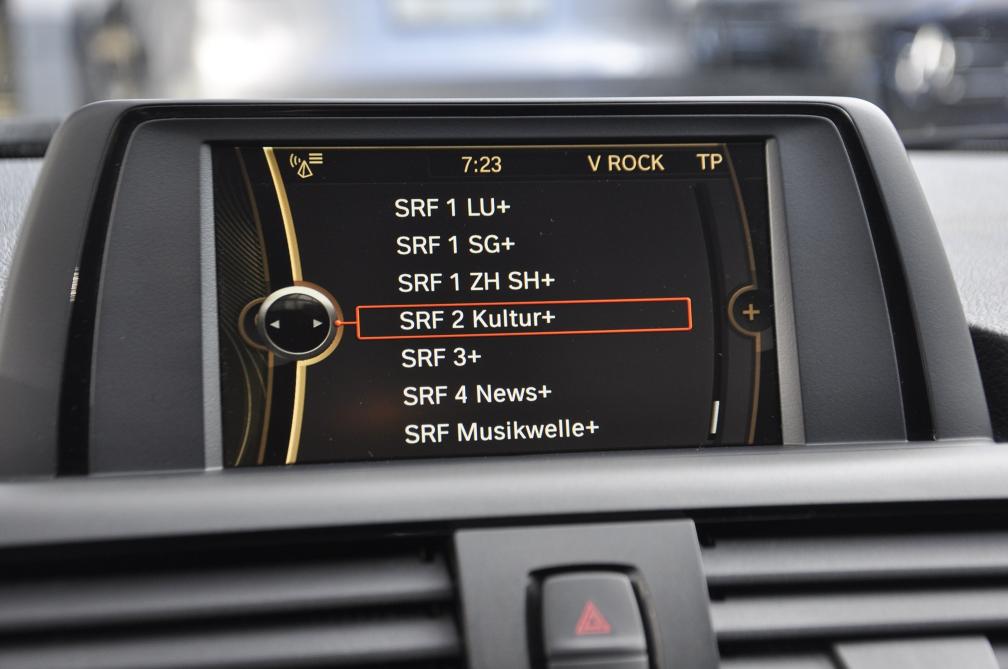 7:23 V ROCK TP
SRF 1 LU+
SRF 1 SG+
SRF 1 ZH SH+
SRF 2 Kultur+
SRF 3+
SRF 4 News+
SRF Musikwelle+
+